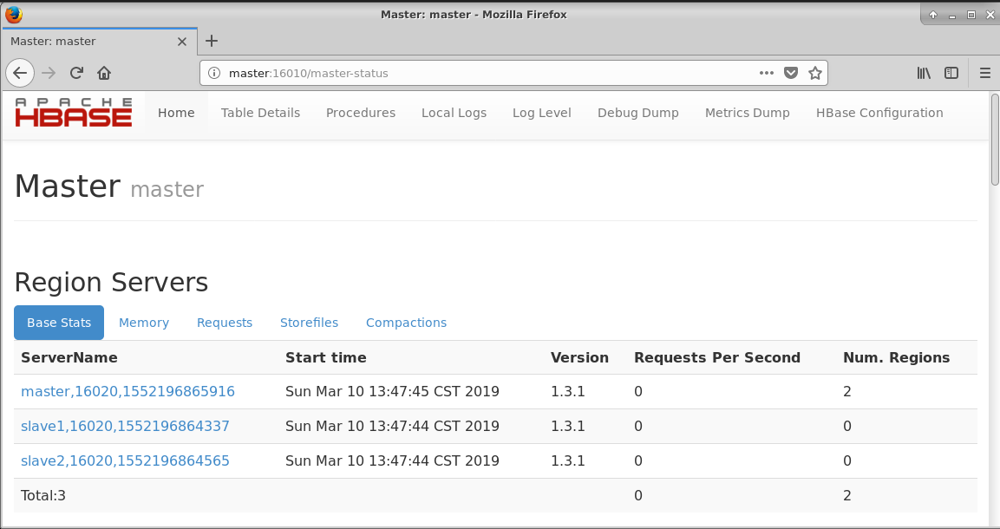 Master: master - Mozilla Firefox
Master: master
master:16010/master-status
APACHE
HBASE
Home Table Details Procedures Local Logs Log Level Debug Dump Metrics Dump HBase Configuration
Master master
Region Servers
Base Stats Memory Requests Storefiles Compactions
ServerName Start time Version Requests Per Second Num. Regions
master,16020,1552196865916 Sun Mar 10 13:47:45 CST 2019 1.3.1 0 2
slave1,16020,1552196864337 Sun Mar 10 13:47:44 CST 2019 1.3.1 0 0
slave2,16020,1552196864565 Sun Mar 10 13:47:44 CST 2019 1.3.1 0 0
Total:3 0 2